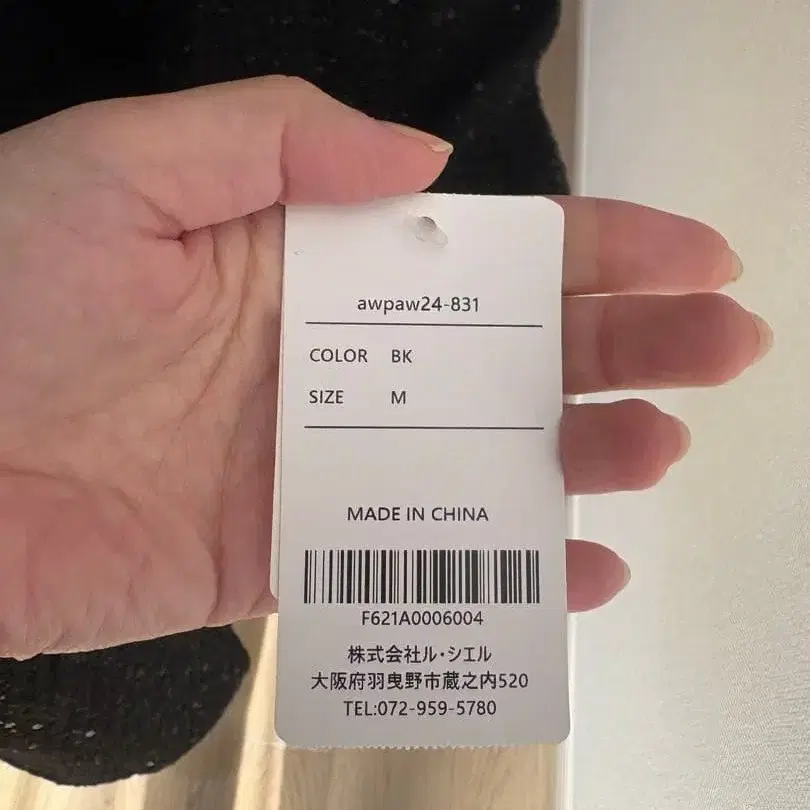 awpaw24-831
COLOR BK
SIZE M
MADE IN CHINA
F621A0006004
株式会社ル・シエル
大阪府羽曳野市蔵之内520
TEL:072-959-5780